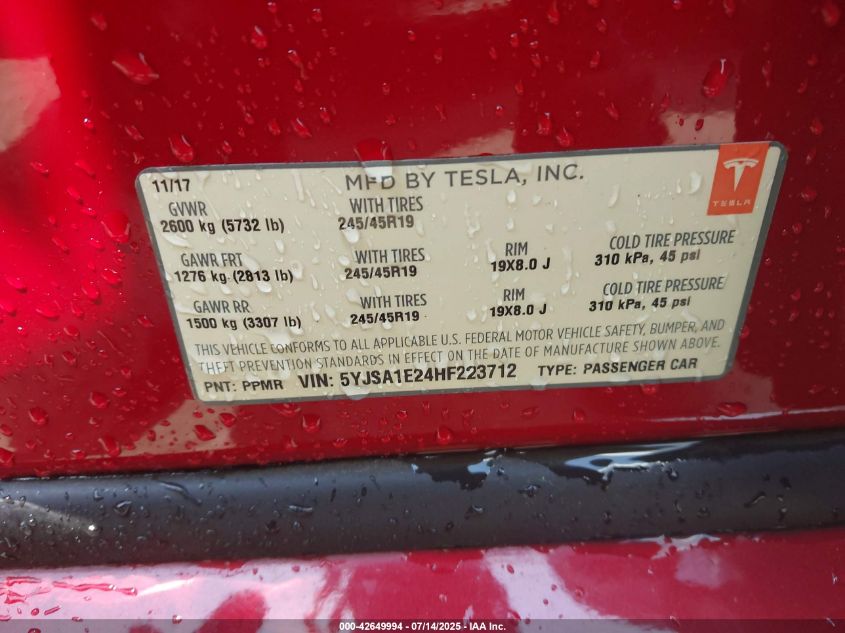 11/17 MFD BY TESLA, INC.
TESLA
GVWR WITH TIRES
2600 kg (5732 lb) 245/45R19
GAWR FRT WITH TIRES RIM COLD TIRE PRESSURE
1276 kg (2813 lb) 245/45R19 19X8.0 J 310 kPa, 45 psi
GAWR RR WITH TIRES RIM COLD TIRE PRESSURE
1500 kg (3307 lb) 245/45R19 19X8.0 J 310 kPa, 45 psi
THIS VEHICLE CONFORMS TO ALL APPLICABLE U.S. FEDERAL MOTOR VEHICLE SAFETY, BUMPER, AND
THEFT PREVENTION STANDARDS IN EFFECT ON THE DATE OF MANUFACTURE SHOWN ABOVE.
PNT: PPMR VIN: 5YJSA1E24HF223712 TYPE: PASSENGER CAR
000-42649994 - 07/14/2025 - IAA Inc.